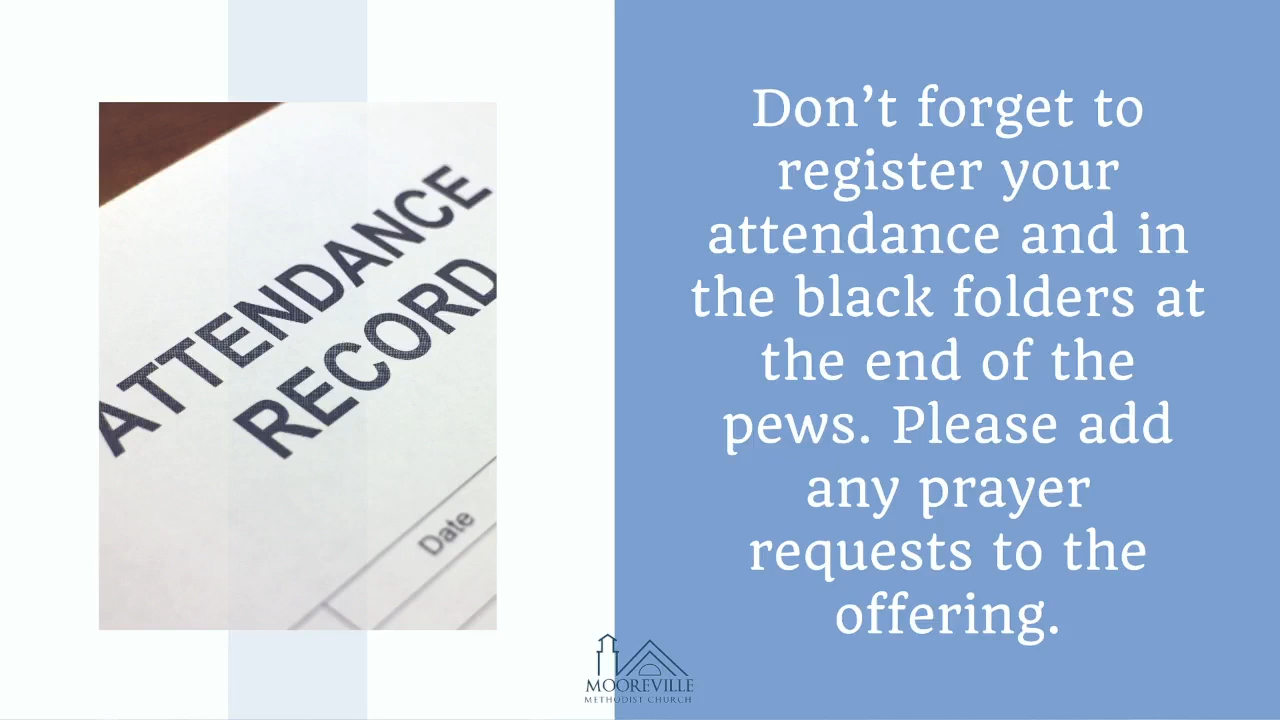 ATTENDANCE
RECORD
Date
Don’t forget to
register your
attendance and in
the black folders at
the end of the
pews. Please add
any prayer
requests to the
offering.
MOOREVILLE
METHODIST CHURCH